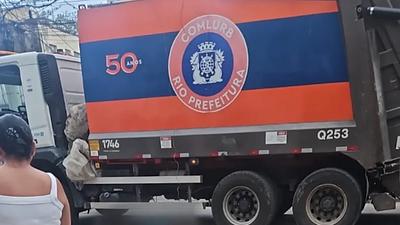 COMLURB
50 ANOS
RIO PREFEITURA
1746
Q253